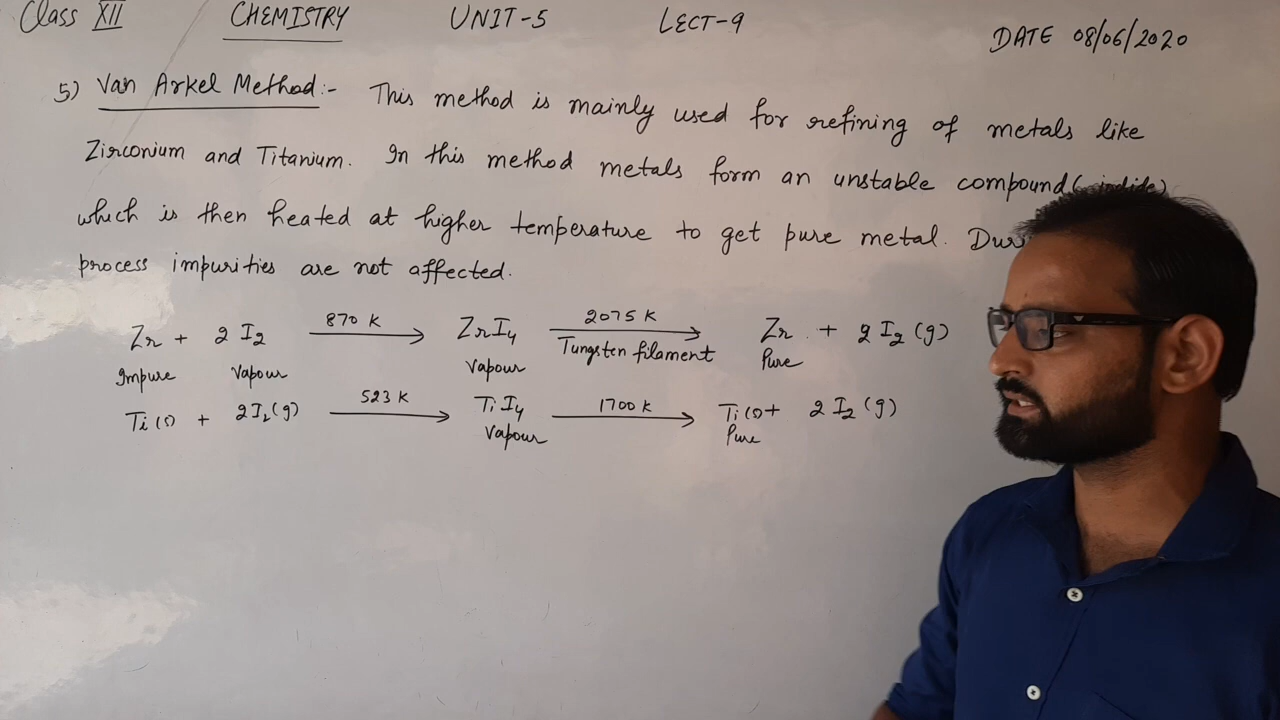 Class XII CHEMISTRY UNIT-5 LECT-9
DATE 08/06/2020
5) Van Arkel Method:- This method is mainly used for refining of metals like
Zirconium and Titanium. In this method metals form an unstable compound (iodide)
which is then heated at higher temperature to get pure metal.
process impurities are not affected.
Zr + 2 I2 870 K ZrI4 2075 K Tungsten filament Zr + 2 I2 (g)
Impure Vapour Vapour Pure
Ti(s) + 2I2(g) 523 K TiI4 1700 K Ti(s) + 2 I2 (g)
Vapour Pure